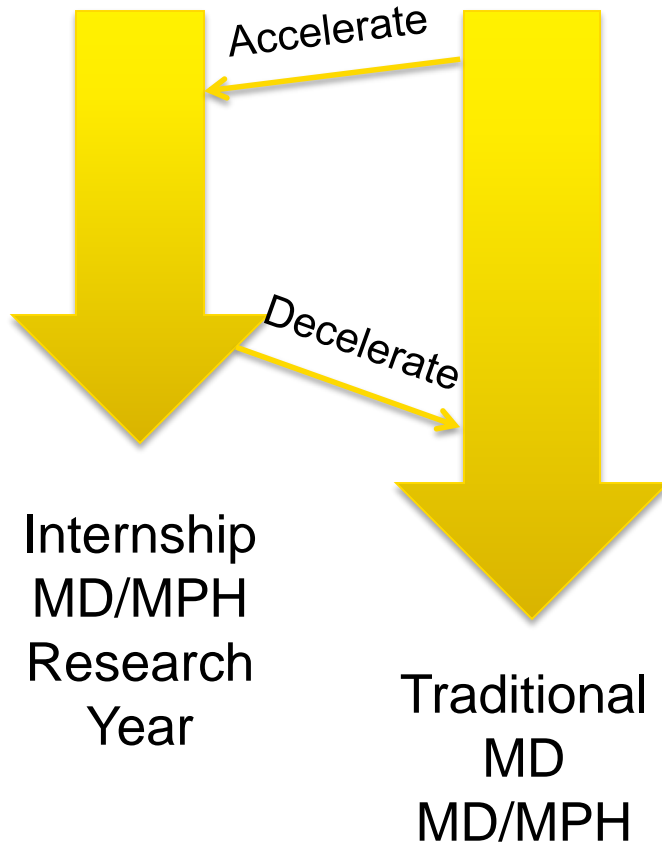 Accelerate
Decelerate
Internship
MD/MPH
Research
Year
Traditional
MD
MD/MPH